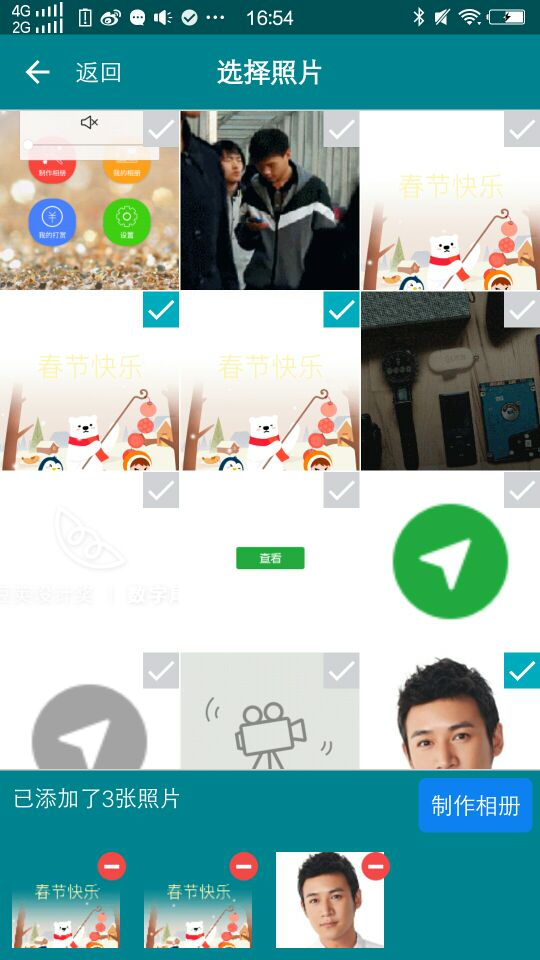 4G
2G
16:54
返回
选择照片
制作相册
我的相册
我的打赏
设置
春节快乐
春节快乐
春节快乐
查看
已添加了3张照片
制作相册
春节快乐
春节快乐